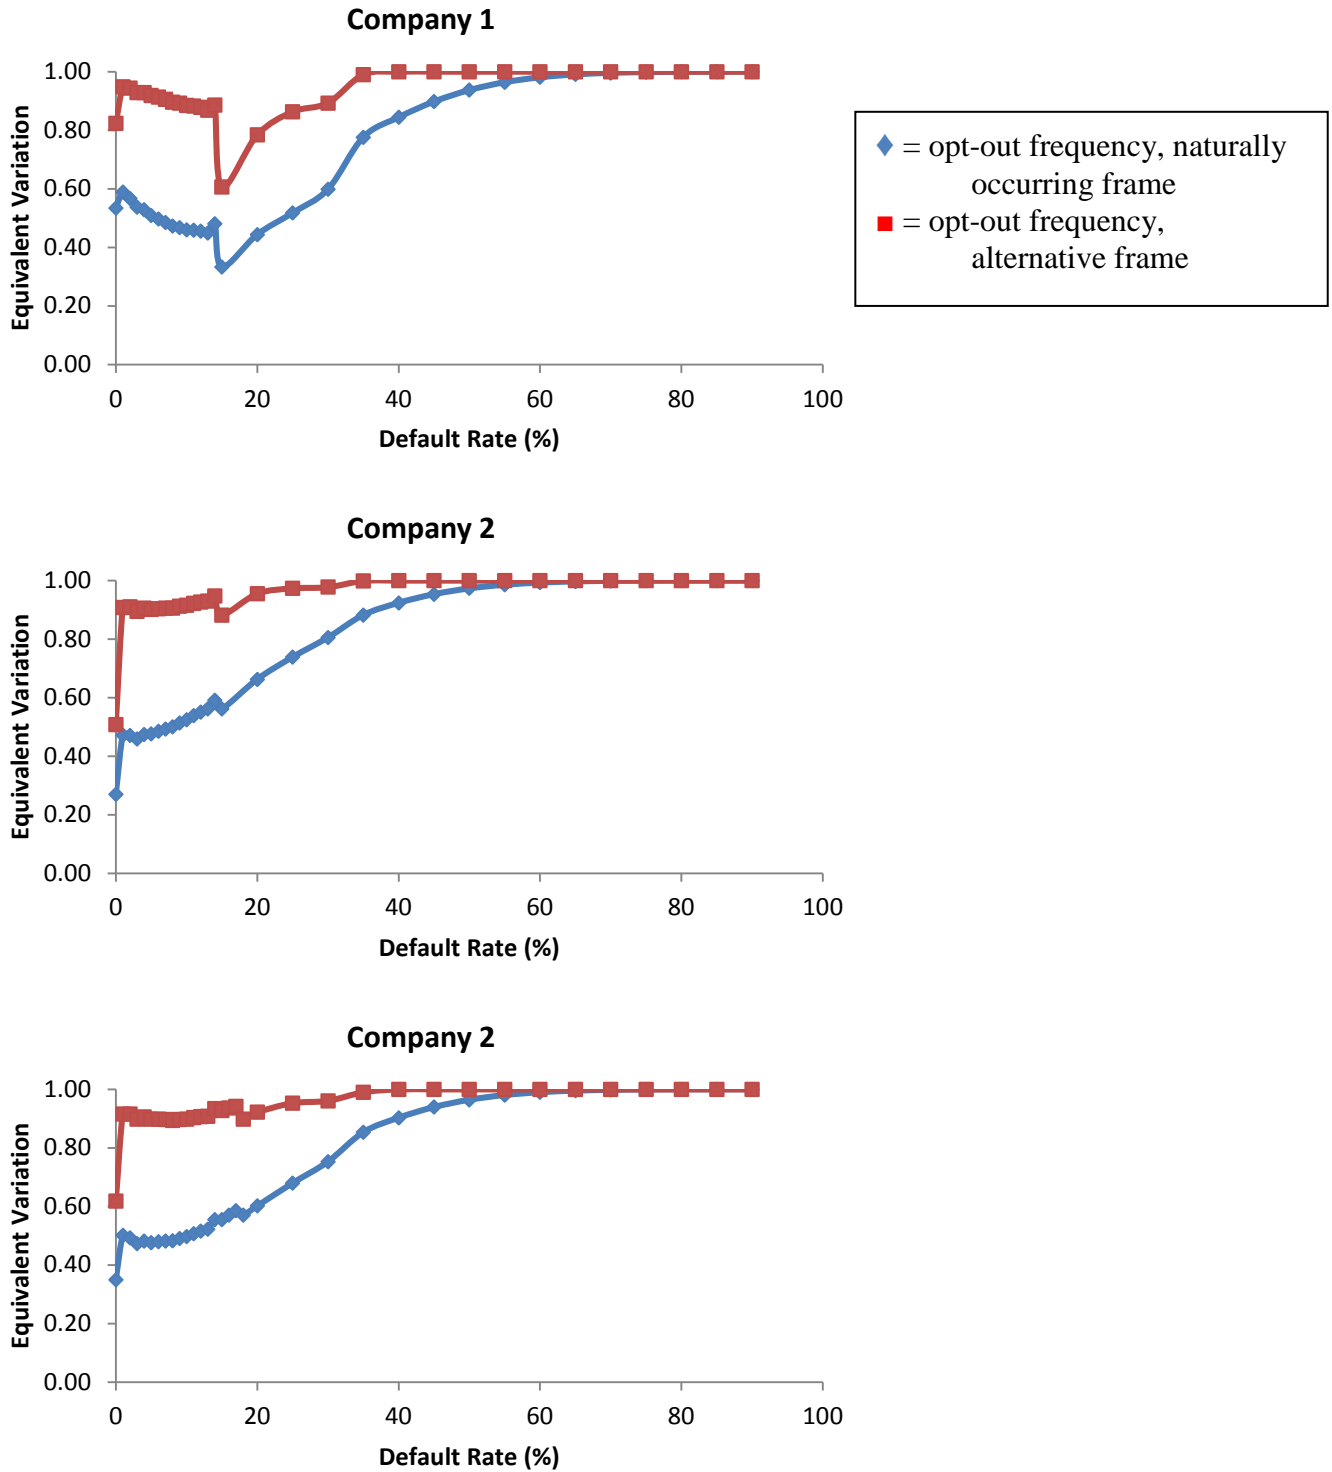 Company 1
Equivalent Variation
1.00
0.80
0.60
0.40
0.20
0.00
0 20 40 60 80 100
Default Rate (%)
= opt-out frequency, naturally
occurring frame
= opt-out frequency,
alternative frame
Company 2
Equivalent Variation
1.00
0.80
0.60
0.40
0.20
0.00
0 20 40 60 80 100
Default Rate (%)
Company 2
Equivalent Variation
1.00
0.80
0.60
0.40
0.20
0.00
0 20 40 60 80 100
Default Rate (%)